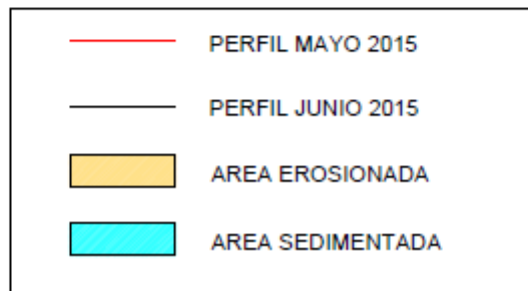 PERFIL MAYO 2015
PERFIL JUNIO 2015
AREA EROSIONADA
AREA SEDIMENTADA